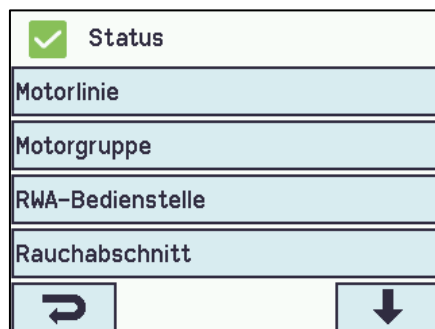 Status
Motorlinie
Motorgruppe
RWA-Bedienstelle
Rauchabschnitt